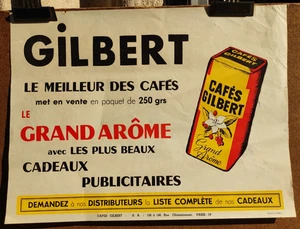 GiLBERT
LE MEILLEUR DES CAFÉS
met en vente en paquet de 250 grs
LE
GRAND ARÔME
avec LES PLUS BEAUX
CADEAUX
PUBLICITAIRES
CAFÉS
GILBERT
Grand
Arôme
DEMANDEZ à nos DISTRIBUTEURS la LISTE COMPLÈTE de nos CADEAUX
GILBERT
PARIS